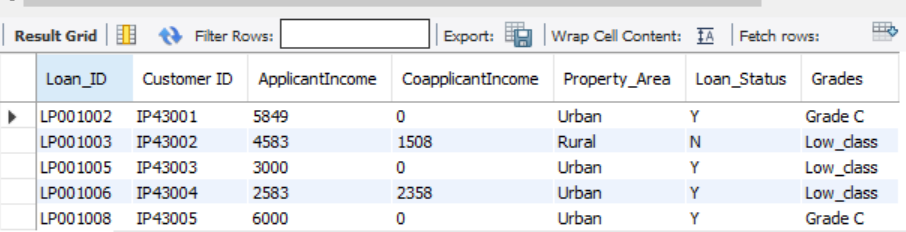 Result Grid Filter Rows: Export: Wrap Cell Content: Fetch rows:
Loan_ID Customer ID ApplicantIncome CoapplicantIncome Property_Area Loan_Status Grades
LP001002 IP43001 5849 0 Urban Y Grade C
LP001003 IP43002 4583 1508 Rural N Low_class
LP001005 IP43003 3000 0 Urban Y Low_class
LP001006 IP43004 2583 2358 Urban Y Low_class
LP001008 IP43005 6000 0 Urban Y Grade C